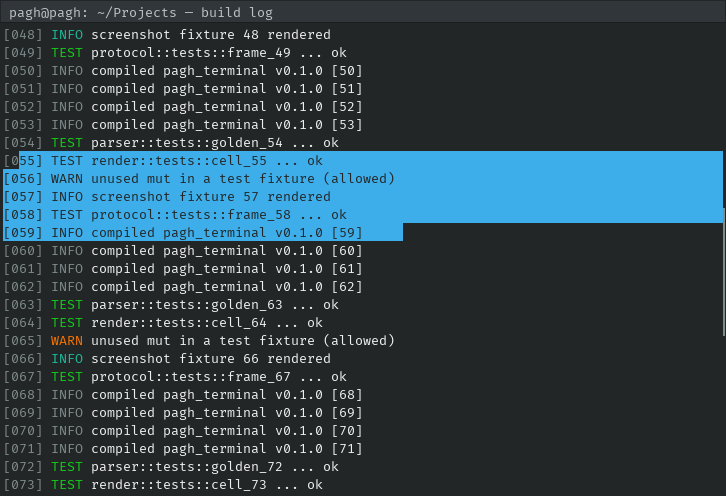 pagh@pagh: ~/Projects — build log
[048] INFO screenshot fixture 48 rendered
[049] TEST protocol::tests::frame_49 ... ok
[050] INFO compiled pagh_terminal v0.1.0 [50]
[051] INFO compiled pagh_terminal v0.1.0 [51]
[052] INFO compiled pagh_terminal v0.1.0 [52]
[053] INFO compiled pagh_terminal v0.1.0 [53]
[054] TEST parser::tests::golden_54 ... ok
[055] TEST render::tests::cell_55 ... ok
[056] WARN unused mut in a test fixture (allowed)
[057] INFO screenshot fixture 57 rendered
[058] TEST protocol::tests::frame_58 ... ok
[059] INFO compiled pagh_terminal v0.1.0 [59]
[060] INFO compiled pagh_terminal v0.1.0 [60]
[061] INFO compiled pagh_terminal v0.1.0 [61]
[062] INFO compiled pagh_terminal v0.1.0 [62]
[063] TEST parser::tests::golden_63 ... ok
[064] TEST render::tests::cell_64 ... ok
[065] WARN unused mut in a test fixture (allowed)
[066] INFO screenshot fixture 66 rendered
[067] TEST protocol::tests::frame_67 ... ok
[068] INFO compiled pagh_terminal v0.1.0 [68]
[069] INFO compiled pagh_terminal v0.1.0 [69]
[070] INFO compiled pagh_terminal v0.1.0 [70]
[071] INFO compiled pagh_terminal v0.1.0 [71]
[072] TEST parser::tests::golden_72 ... ok
[073] TEST render::tests::cell_73 ... ok